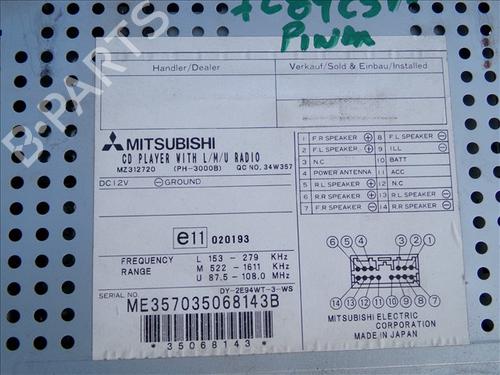 PINIM
Handler/Dealer
Verkauf/Sold & Einbau/Installed
B-PARTS
MITSUBISHI
CD PLAYER WITH L/M/U RADIO
MZ312720 (PH-3000B) QC NO. 34W357
DC12V ⊖ GROUND
1 F.R SPEAKER ⊕ 8 F.L SPEAKER ⊖
2 F.L SPEAKER ⊕ 9 ILL ⊖
3 N.C 10 BATT
4 POWER ANTENNA 11 ACC
5 R.L SPEAKER ⊕ 12 N.C
6 R.R SPEAKER ⊕ 13 R.L SPEAKER ⊖
7 F.R SPEAKER ⊖ 14 R.R SPEAKER ⊖
e11 020193
FREQUENCY RANGE
L 153 - 279 KHz
M 522 - 1611 KHz
U 87.5 - 108.0 MHz
6 5 4 3 2 1
14 13 12 11 10 9 8 7
DY-2E94WT-3-WS
SERIAL NO.
ME357035068143B
*35068143*
MITSUBISHI ELECTRIC
CORPORATION
MADE IN JAPAN